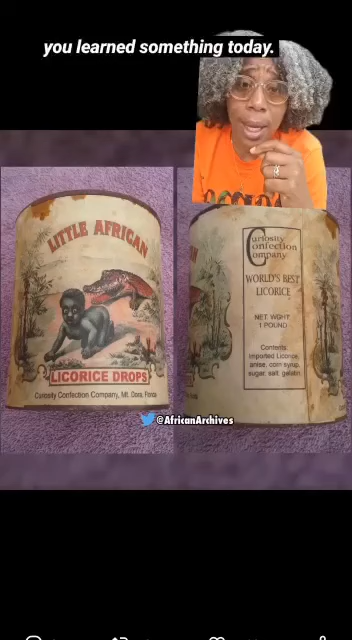 you learned something today.
LITTLE AFRICAN
LICORICE DROPS
Curiosity Confection Company, Mt. Dora, Florida
Curiosity
Confection
Company
WORLD'S BEST
LICORICE
NET. WGHT
1 POUND
Contents:
imported Licorice,
anise, corn syrup,
sugar, salt, gelatin
@AfricanArchives